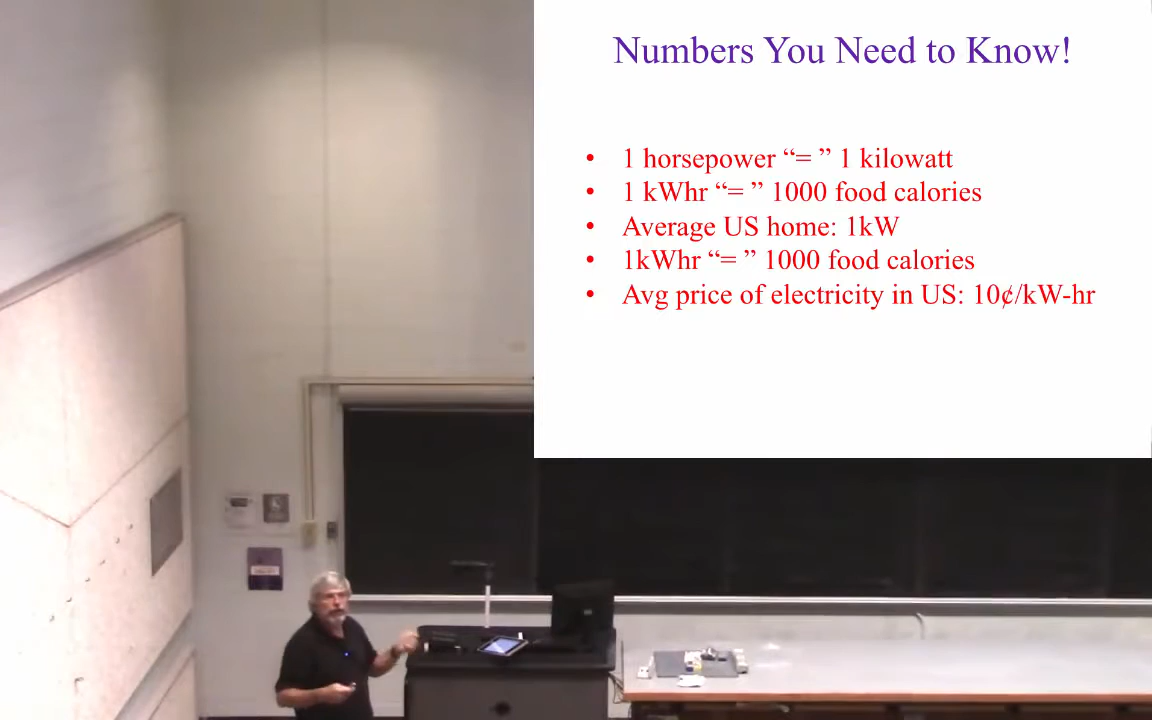 Numbers You Need to Know!
• 1 horsepower “= ” 1 kilowatt
• 1 kWhr “= ” 1000 food calories
• Average US home: 1kW
• 1kWhr “= ” 1000 food calories
• Avg price of electricity in US: 10¢/kW-hr